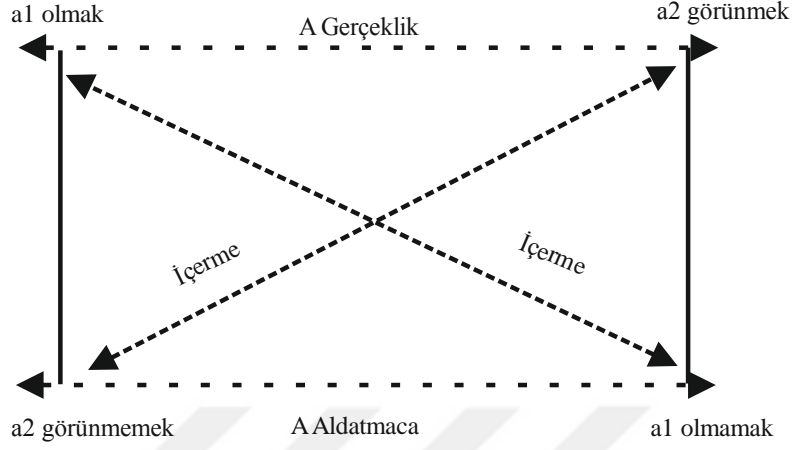 a1 olmak
A Gerçeklik
a2 görünmek
İçerme
İçerme
a2 görünmemek
A Aldatmaca
a1 olmamak